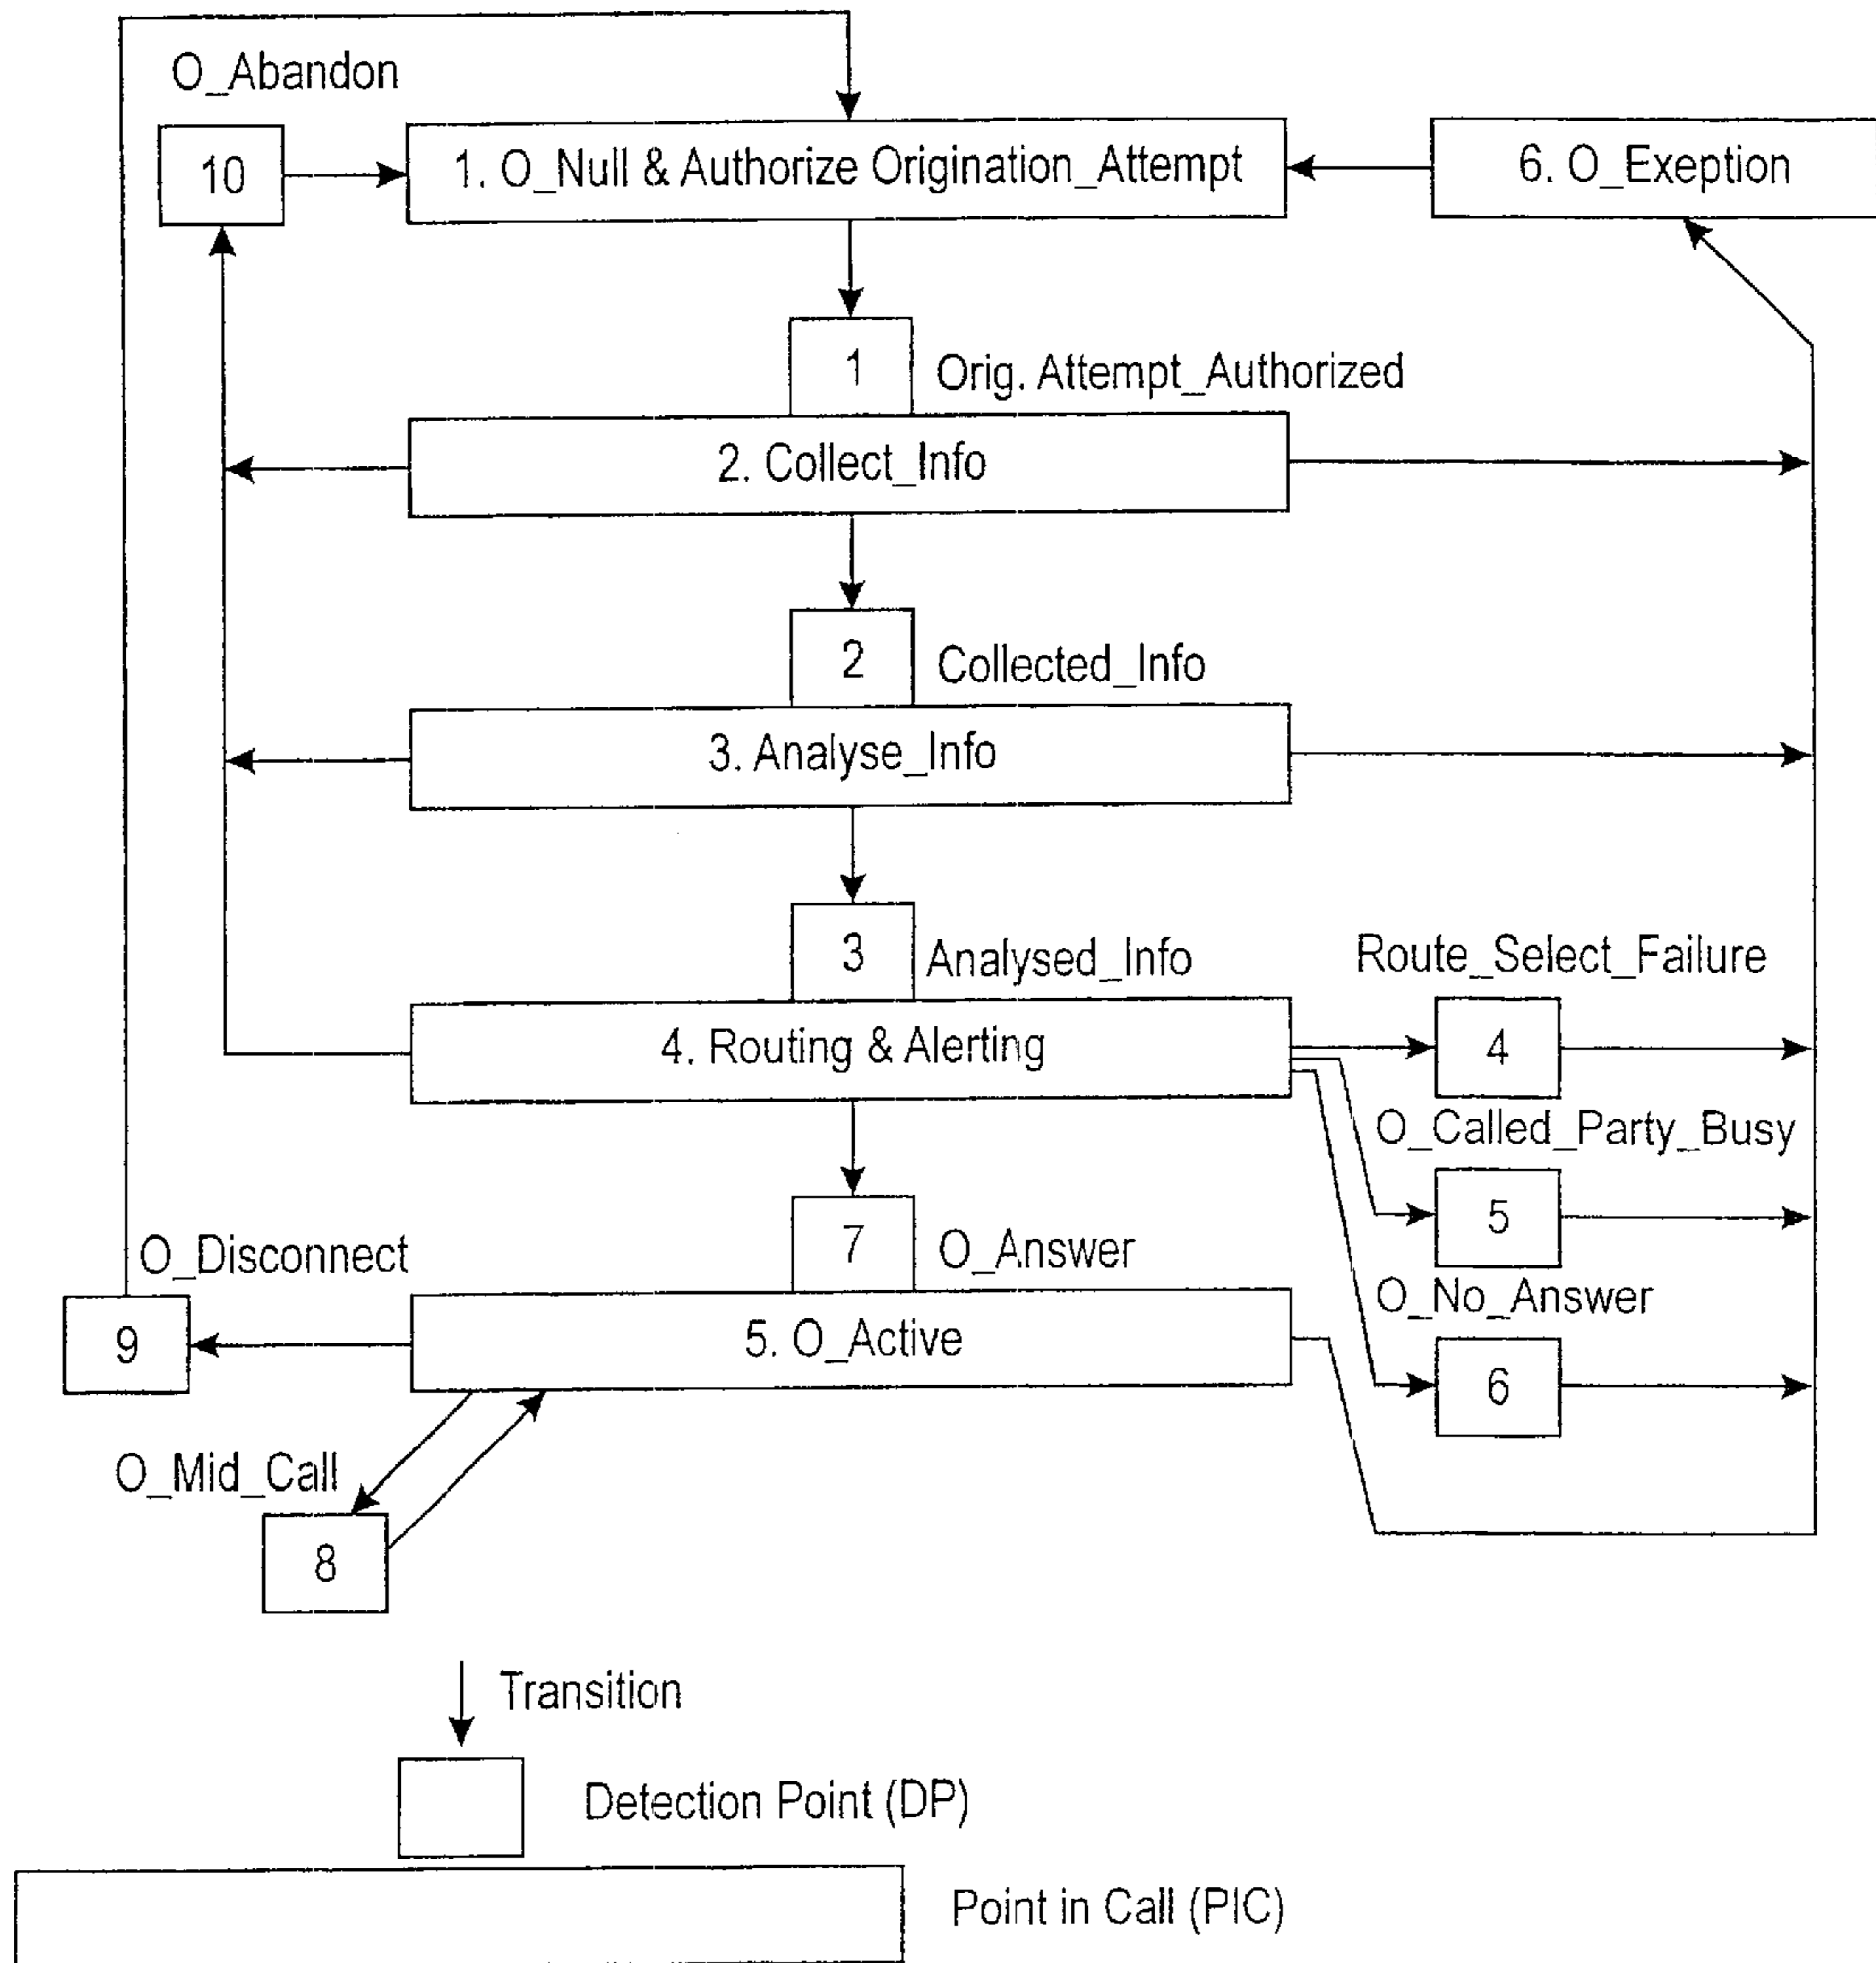 O_Abandon
10
1. O_Null & Authorize Origination_Attempt
6. O_Exeption
1
Orig. Attempt_Authorized
2. Collect_Info
2
Collected_Info
3. Analyse_Info
3
Analysed_Info
Route_Select_Failure
4. Routing & Alerting
4
O_Called_Party_Busy
5
7
O_Answer
O_Disconnect
O_No_Answer
9
5. O_Active
6
O_Mid_Call
8
Transition
Detection Point (DP)
Point in Call (PIC)